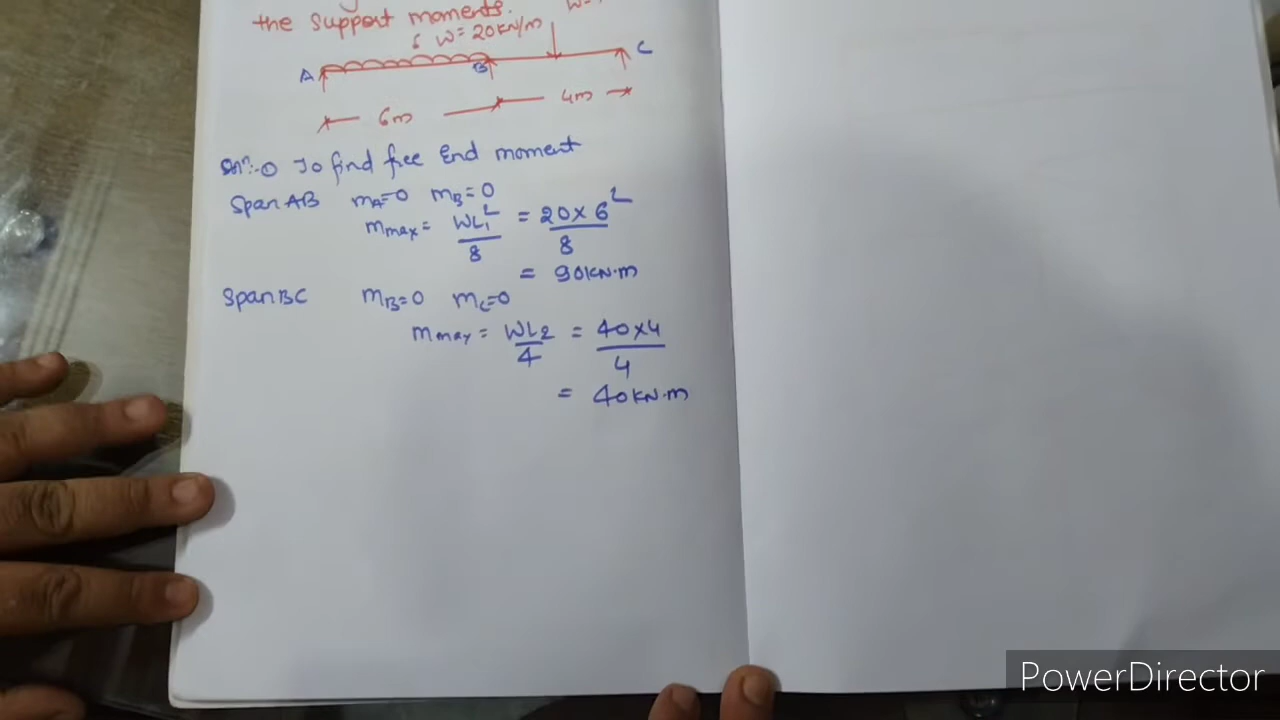 the support moments.
W= 20KN/m
W=
A B C
6m 4m
Soln:-① To find free End moment
Span AB mA=0 mB=0
mmax= WL1² / 8 = 20×6² / 8
= 90KN.m
Span BC mB=0 mC=0
mmax= WL2 / 4 = 40×4 / 4
= 40KN.m
PowerDirector